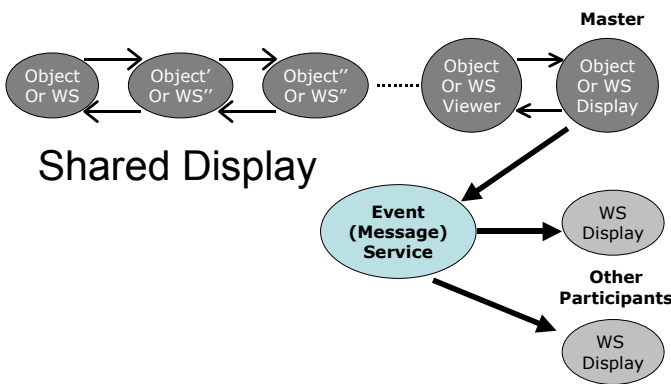 Master
Object
Or WS
Object'
Or WS''
Object''
Or WS"
Object
Or WS
Viewer
Object
Or WS
Display
Shared Display
Event
(Message)
Service
WS
Display
Other
Participants
WS
Display